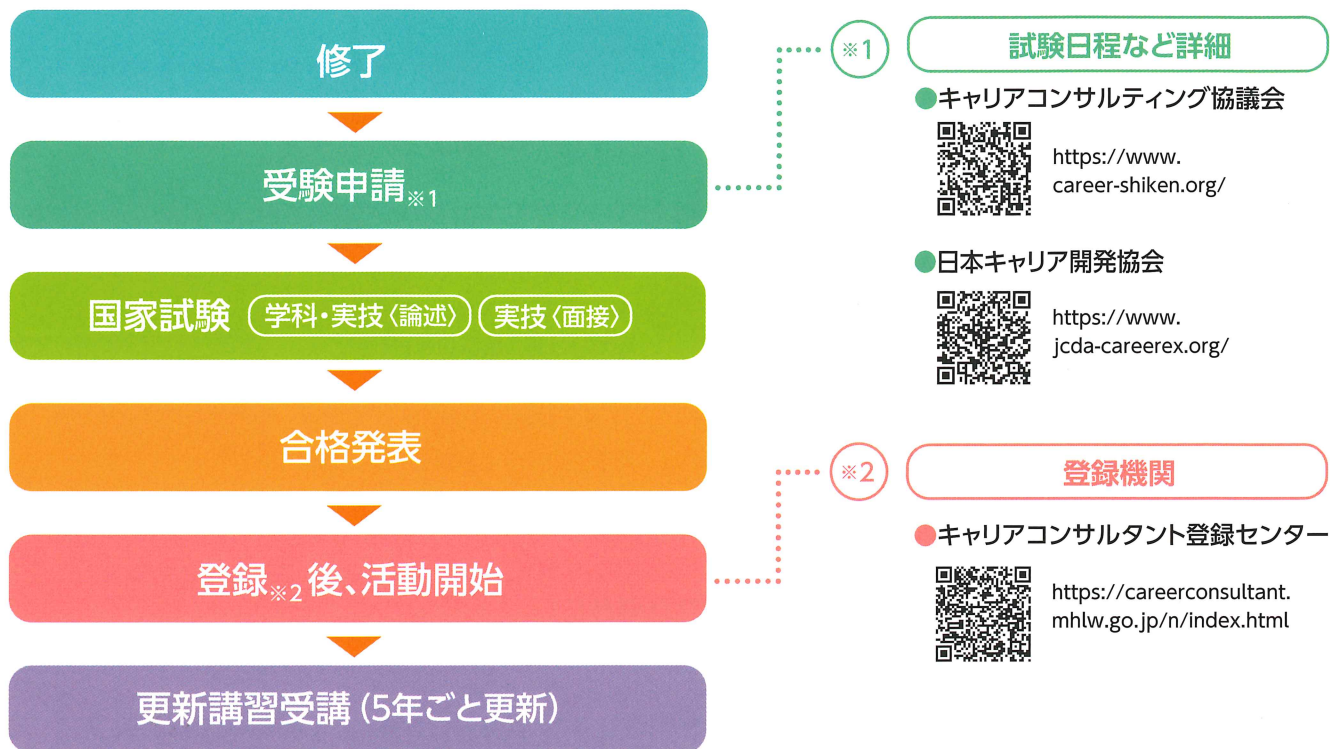 修了
受験申請※1
国家試験 学科・実技〈論述〉 実技〈面接〉
合格発表
登録※2後、活動開始
更新講習受講（5年ごと更新）
※1 試験日程など詳細
●キャリアコンサルティング協議会
https://www.
career-shiken.org/
●日本キャリア開発協会
https://www.
jcda-careerex.org/
※2 登録機関
●キャリアコンサルタント登録センター
https://careerconsultant.
mhlw.go.jp/n/index.html